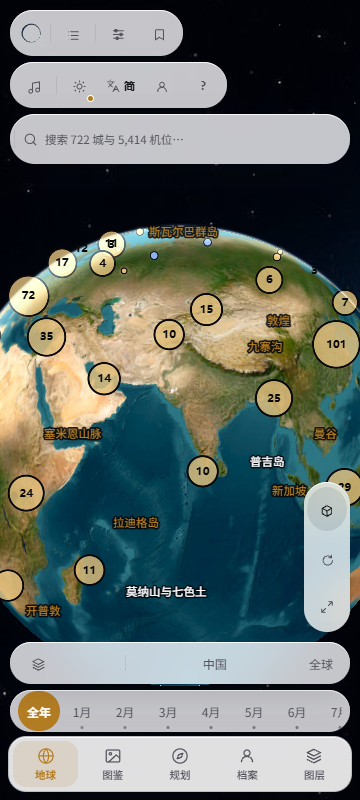 简
?
搜索 722 城与 5,414 机位···
斯瓦尔巴群岛
17
4
6
72
7
15
敦煌
35
10
101
九寨沟
14
25
塞米恩山脉
曼谷
普吉岛
10
24
新加坡
拉迪格岛
11
莫纳山与七色土
开普敦
中国
全球
全年
1月
2月
3月
4月
5月
6月
地球
图鉴
规划
档案
图层